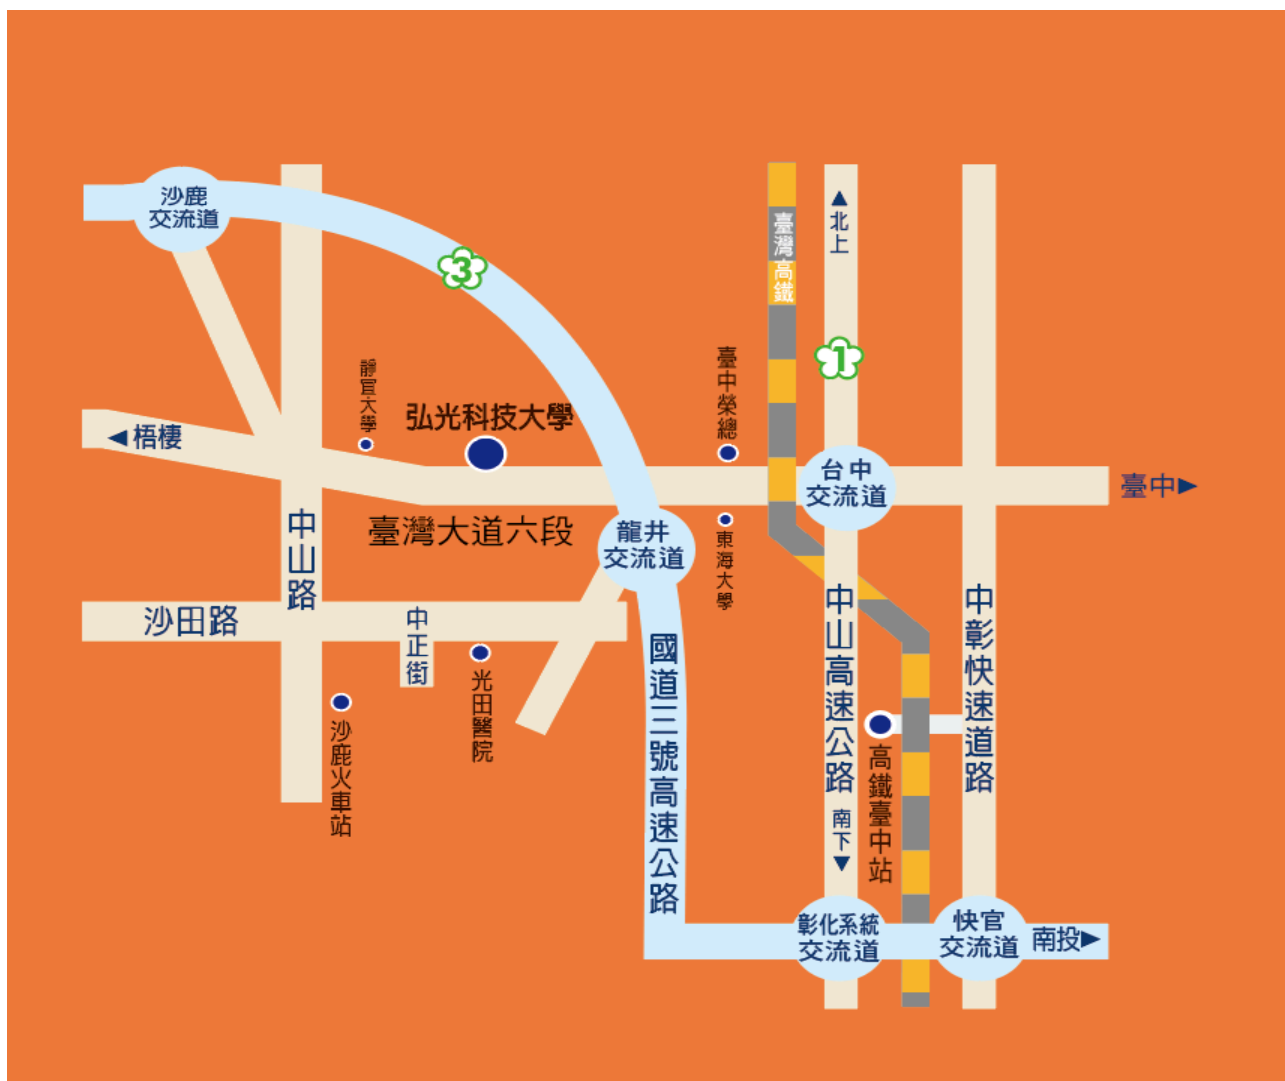 沙鹿
交流道
3
臺灣高鐵
▲
北上
1
靜宜大學
弘光科技大學
臺中榮總
◀梧棲
台中
交流道
臺中▶
臺灣大道六段
中山路
龍井
交流道
東海大學
沙田路
中正街
光田醫院
沙鹿火車站
國道三號高速公路
中山高速公路
南下
▼
高鐵臺中站
中彰快速道路
彰化系統
交流道
快官
交流道
南投▶